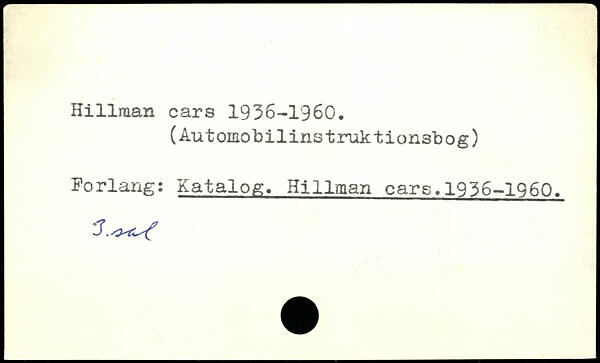 Hillman cars 1936-1960.
(Automobilinstruktionsbog)
Forlang: Katalog. Hillman cars.1936-1960.
3.sal